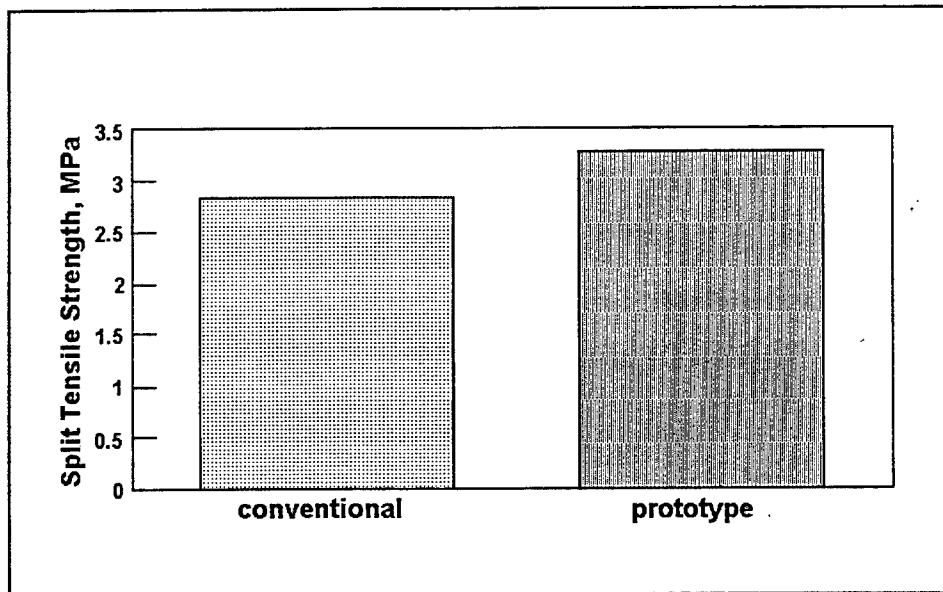 Split Tensile Strength, MPa
3.5
3
2.5
2
1.5
1
0.5
0
conventional
prototype